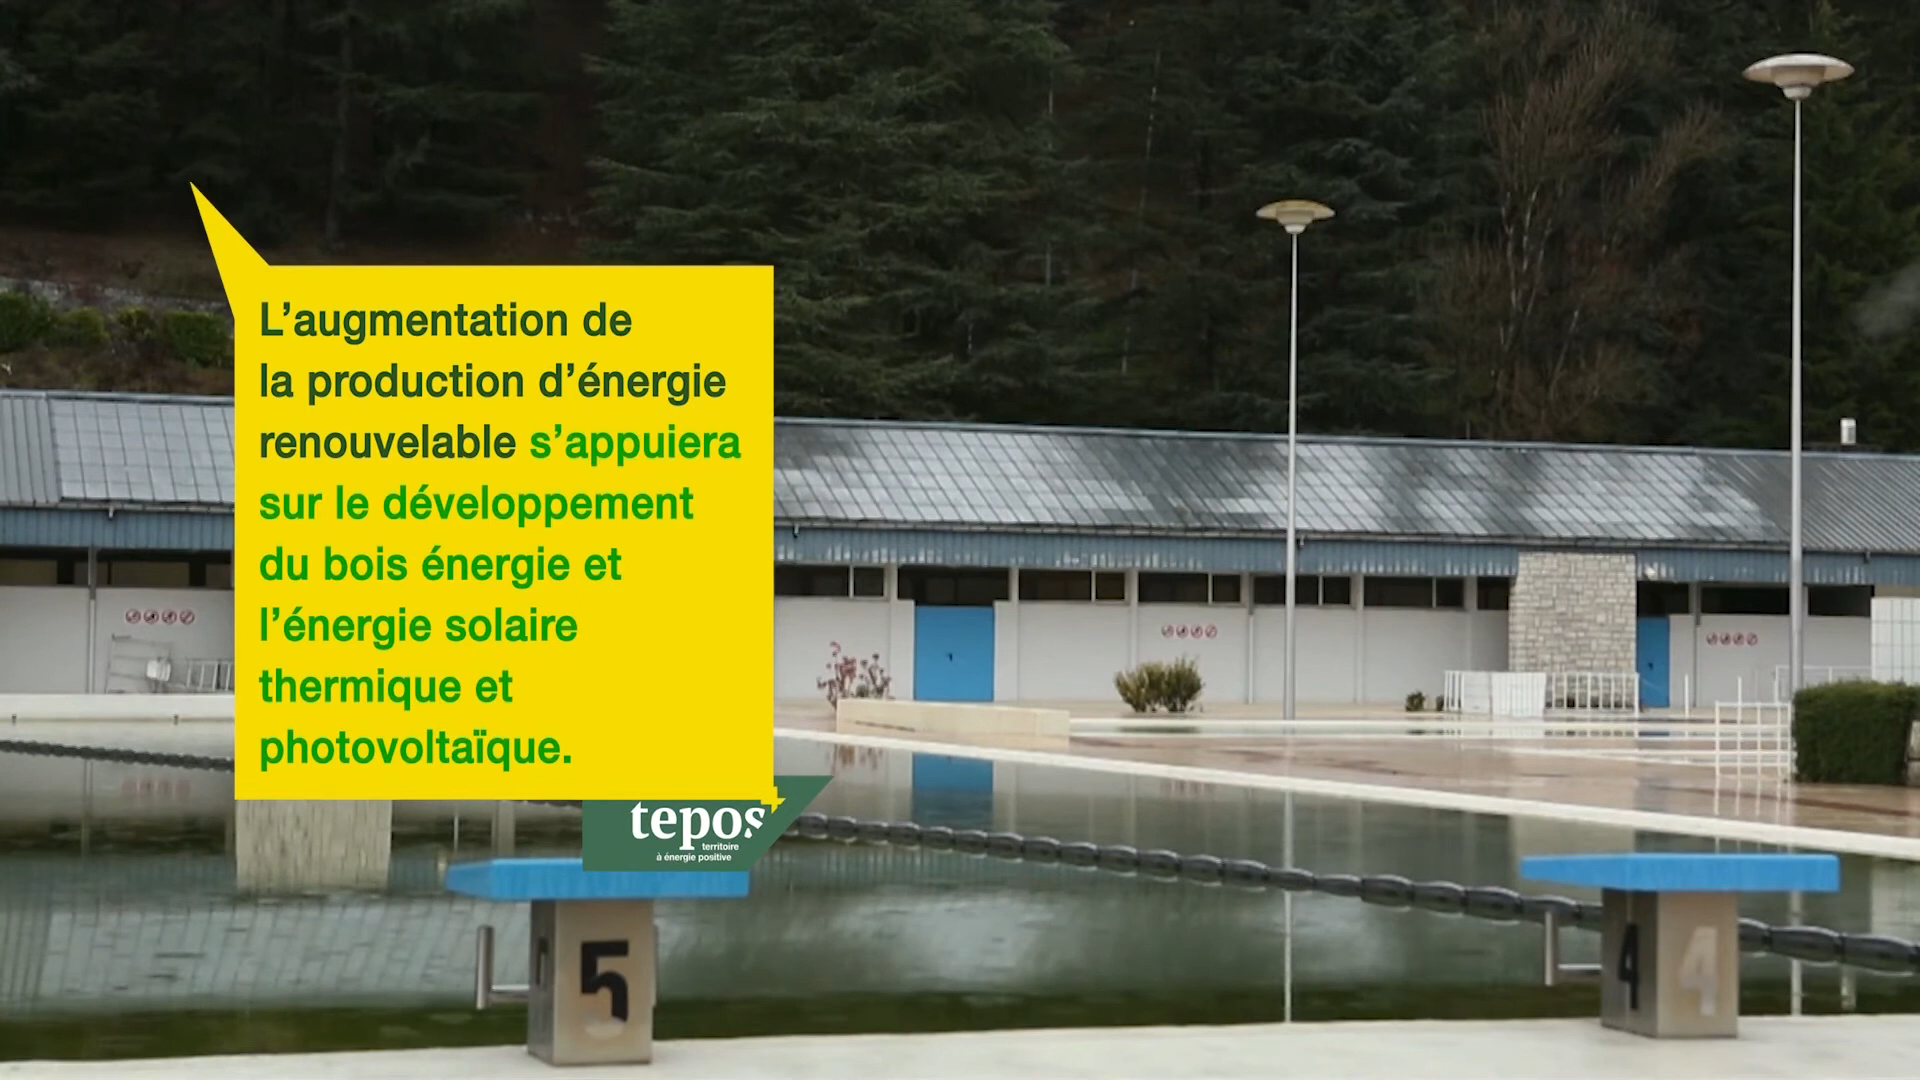 L’augmentation de
la production d’énergie
renouvelable s’appuiera
sur le développement
du bois énergie et
l’énergie solaire
thermique et
photovoltaïque.
tepos
territoire
à énergie positive
5
4 4